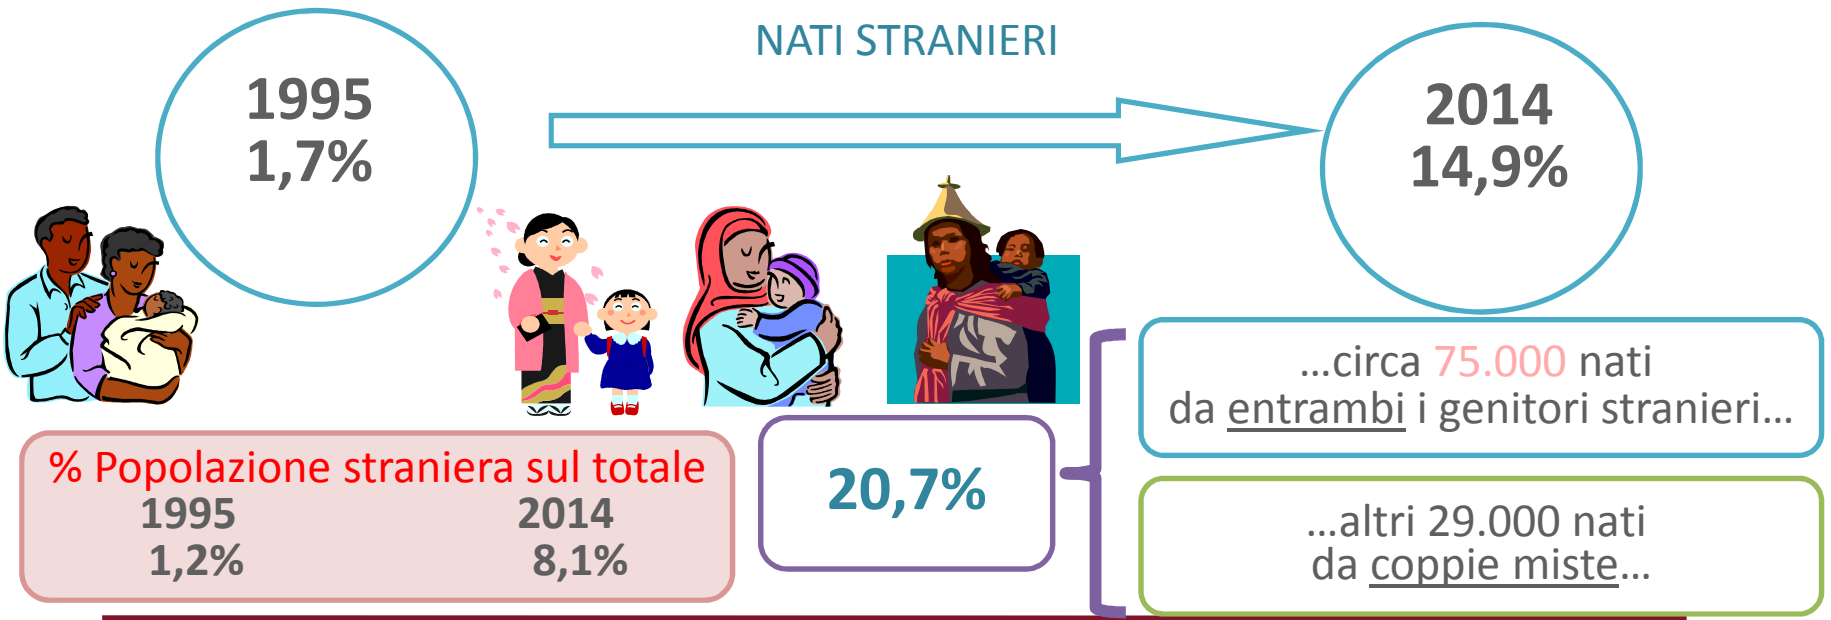 NATI STRANIERI
1995
1,7%
2014
14,9%
% Popolazione straniera sul totale
1995 2014
1,2% 8,1%
20,7%
...circa 75.000 nati
da entrambi i genitori stranieri...
...altri 29.000 nati
da coppie miste...